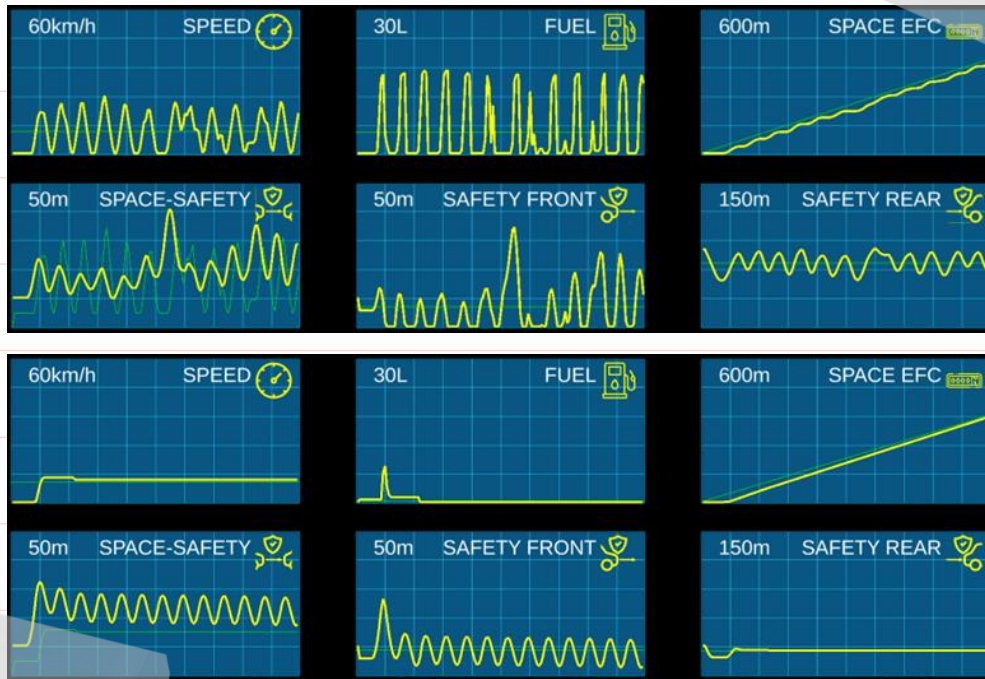 60km/h SPEED
30L FUEL
600m SPACE EFC
50m SPACE-SAFETY
50m SAFETY FRONT
150m SAFETY REAR
60km/h SPEED
30L FUEL
600m SPACE EFC
50m SPACE-SAFETY
50m SAFETY FRONT
150m SAFETY REAR